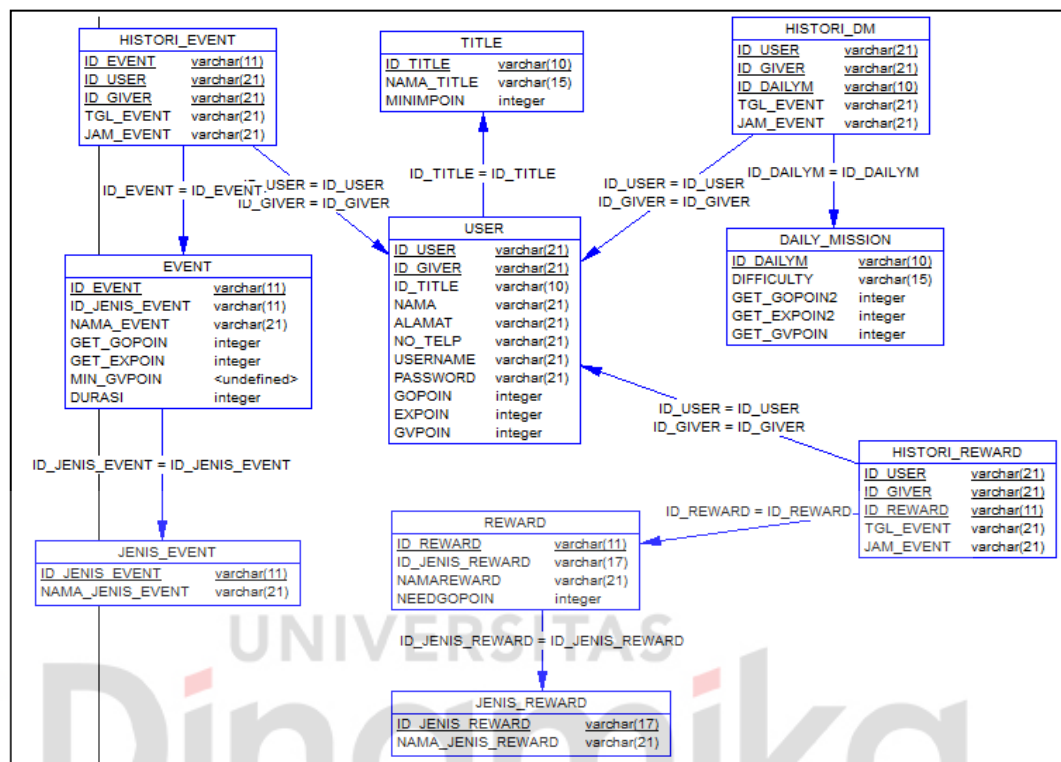 HISTORI_EVENT
ID_EVENT varchar(11)
ID_USER varchar(21)
ID_GIVER varchar(21)
TGL_EVENT varchar(21)
JAM_EVENT varchar(21)
TITLE
ID_TITLE varchar(10)
NAMA_TITLE varchar(15)
MINIMPOIN integer
HISTORI_DM
ID_USER varchar(21)
ID_GIVER varchar(21)
ID_DAILYM varchar(10)
TGL_EVENT varchar(21)
JAM_EVENT varchar(21)
ID_EVENT = ID_EVENT
ID_USER = ID_USER
ID_GIVER = ID_GIVER
ID_TITLE = ID_TITLE
ID_USER = ID_USER
ID_GIVER = ID_GIVER
ID_DAILYM = ID_DAILYM
EVENT
ID_EVENT varchar(11)
ID_JENIS_EVENT varchar(11)
NAMA_EVENT varchar(21)
GET_GOPOIN integer
GET_EXPOIN integer
MIN_GVPOIN <undefined>
DURASI integer
USER
ID_USER varchar(21)
ID_GIVER varchar(21)
ID_TITLE varchar(10)
NAMA varchar(21)
ALAMAT varchar(21)
NO_TELP varchar(21)
USERNAME varchar(21)
PASSWORD varchar(21)
GOPOIN integer
EXPOIN integer
GVPOIN integer
DAILY_MISSION
ID_DAILYM varchar(10)
DIFFICULTY varchar(15)
GET_GOPOIN2 integer
GET_EXPOIN2 integer
GET_GVPOIN integer
ID_USER = ID_USER
ID_GIVER = ID_GIVER
ID_JENIS_EVENT = ID_JENIS_EVENT
HISTORI_REWARD
ID_USER varchar(21)
ID_GIVER varchar(21)
ID_REWARD varchar(11)
TGL_EVENT varchar(21)
JAM_EVENT varchar(21)
ID_REWARD = ID_REWARD
REWARD
ID_REWARD varchar(11)
ID_JENIS_REWARD varchar(17)
NAMAREWARD varchar(21)
NEEDGOPOIN integer
JENIS_EVENT
ID_JENIS_EVENT varchar(11)
NAMA_JENIS_EVENT varchar(21)
ID_JENIS_REWARD = ID_JENIS_REWARD
UNIVERSITAS
Dinamika
JENIS_REWARD
ID_JENIS_REWARD varchar(17)
NAMA_JENIS_REWARD varchar(21)